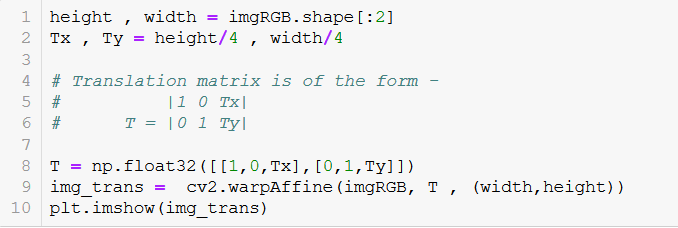 1 height , width = imgRGB.shape[:2]
2 Tx , Ty = height/4 , width/4
3
4 # Translation matrix is of the form -
5 #          |1 0 Tx|
6 #      T = |0 1 Ty|
7
8 T = np.float32([[1,0,Tx],[0,1,Ty]])
9 img_trans =  cv2.warpAffine(imgRGB, T , (width,height))
10 plt.imshow(img_trans)